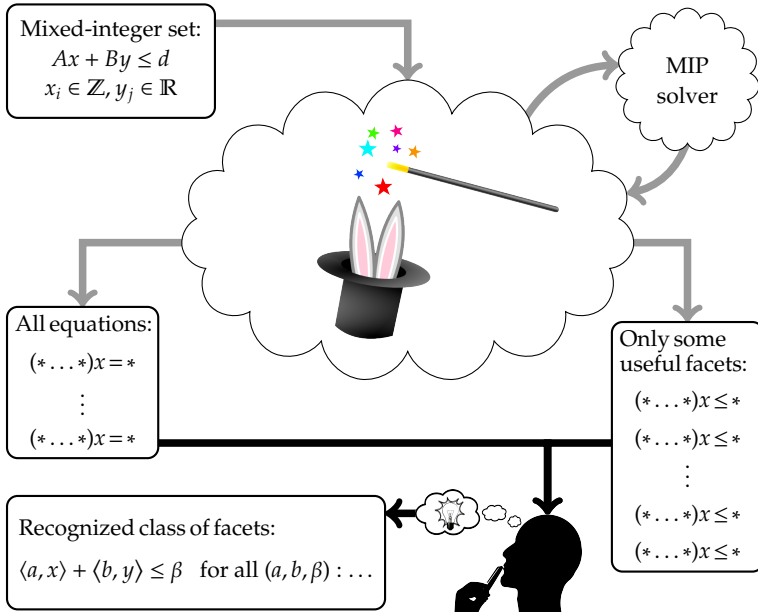 Mixed-integer set:
Ax + By ≤ d
x_i ∈ ℤ, y_j ∈ ℝ
MIP
solver
All equations:
(∗ … ∗)x = ∗
⋮
(∗ … ∗)x = ∗
Only some
useful facets:
(∗ … ∗)x ≤ ∗
(∗ … ∗)x ≤ ∗
⋮
(∗ … ∗)x ≤ ∗
(∗ … ∗)x ≤ ∗
Recognized class of facets:
⟨a, x⟩ + ⟨b, y⟩ ≤ β for all (a, b, β) : …